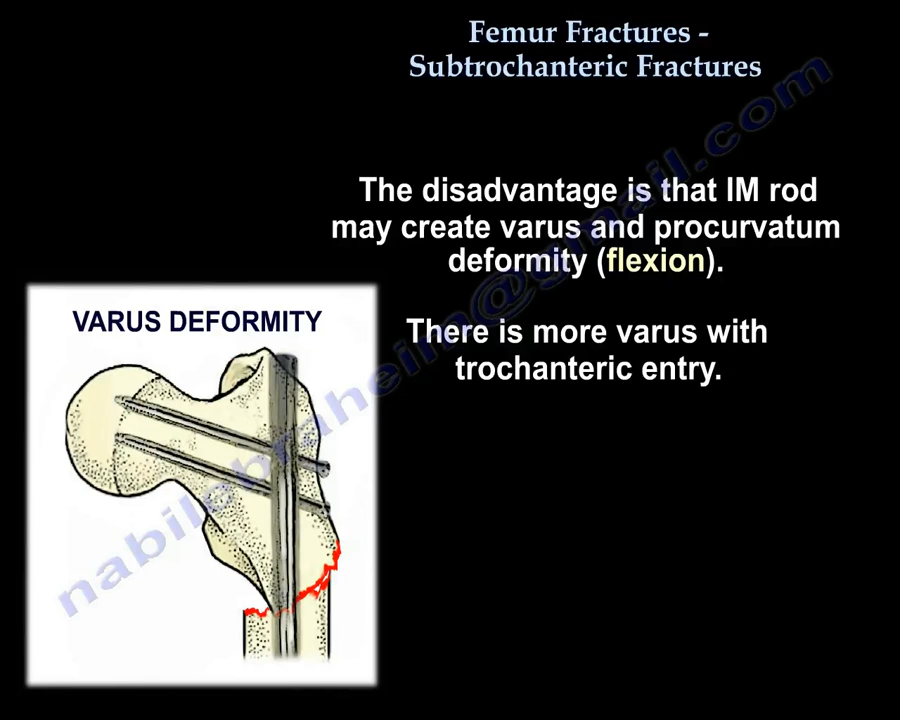 Femur Fractures -
Subtrochanteric Fractures
The disadvantage is that IM rod
may create varus and procurvatum
deformity (flexion).
There is more varus with
trochanteric entry.
VARUS DEFORMITY
nabilebraheim@gmail.com